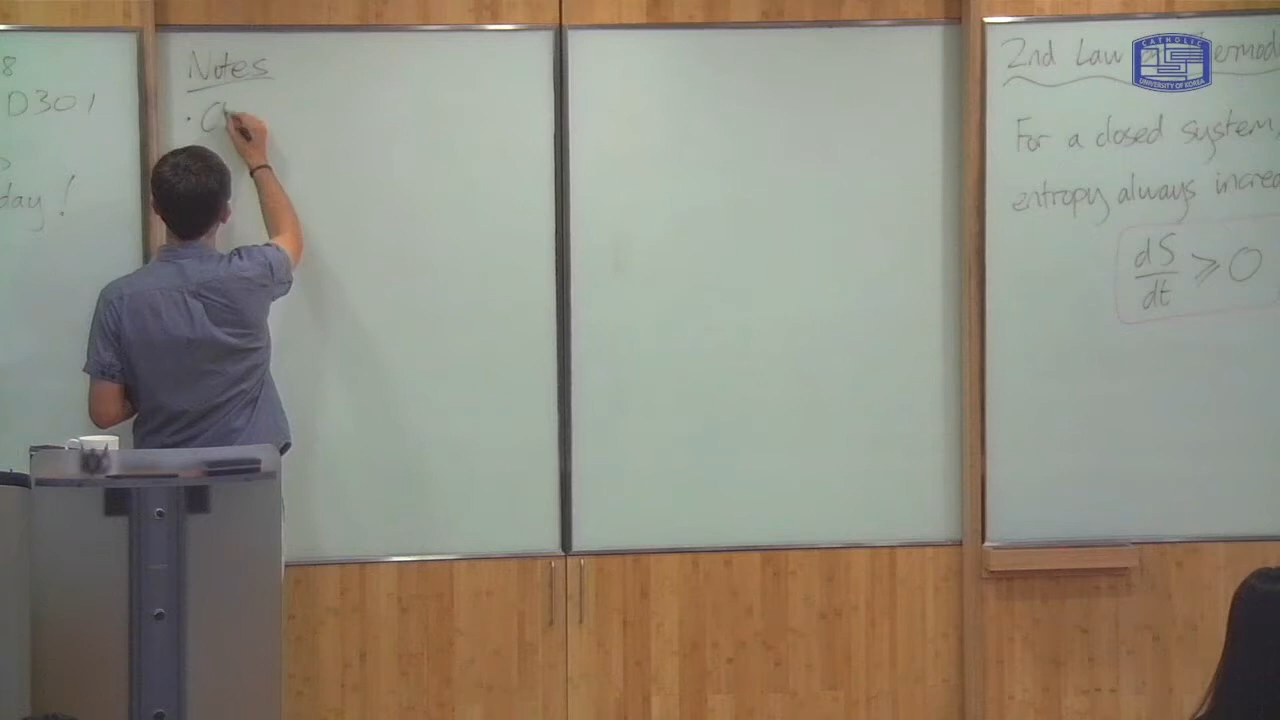 8
D301
day!
Notes
2nd Law
For a closed system,
entropy always increa
dS/dt ⩾ 0
CATHOLIC
UNIVERSITY OF KOREA